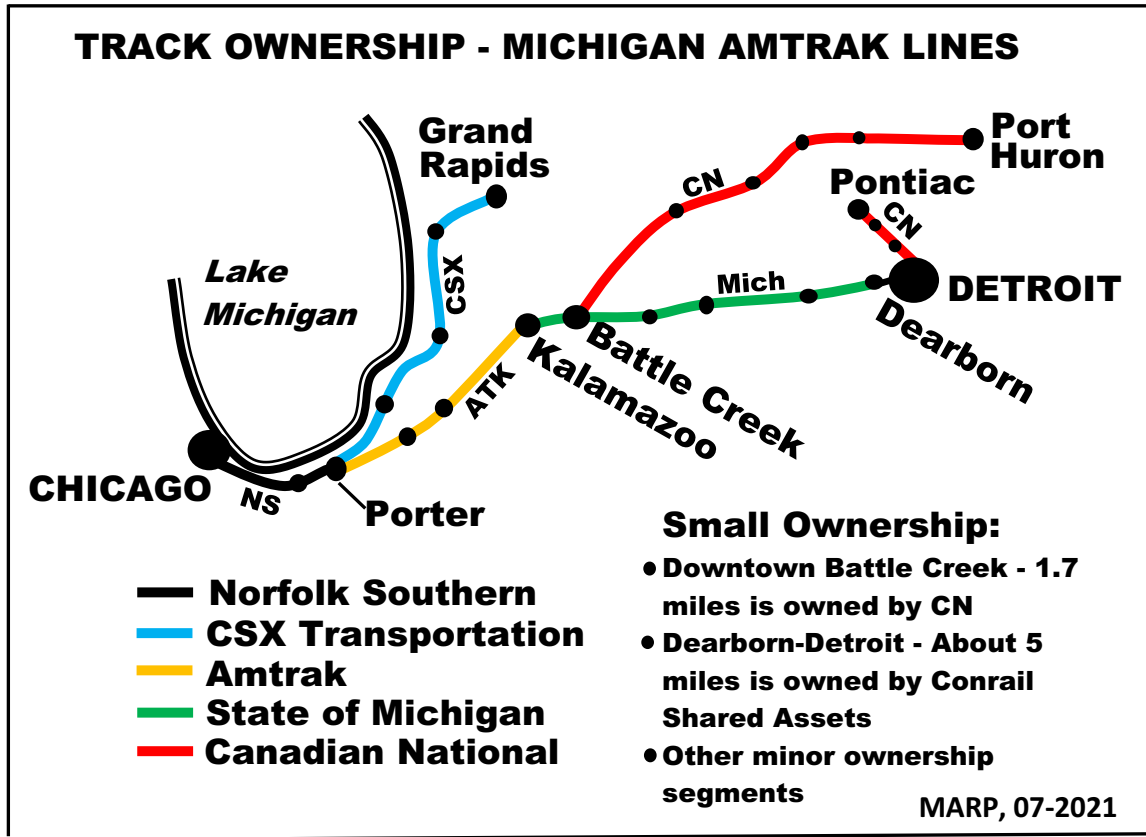 TRACK OWNERSHIP - MICHIGAN AMTRAK LINES
Grand
Rapids
Port
Huron
CN
Pontiac
CN
Lake
Michigan
CSX
Mich
DETROIT
Dearborn
Battle Creek
Kalamazoo
ATK
CHICAGO
NS
Porter
Norfolk Southern
CSX Transportation
Amtrak
State of Michigan
Canadian National
Small Ownership:
• Downtown Battle Creek - 1.7
miles is owned by CN
• Dearborn-Detroit - About 5
miles is owned by Conrail
Shared Assets
• Other minor ownership
segments
MARP, 07-2021